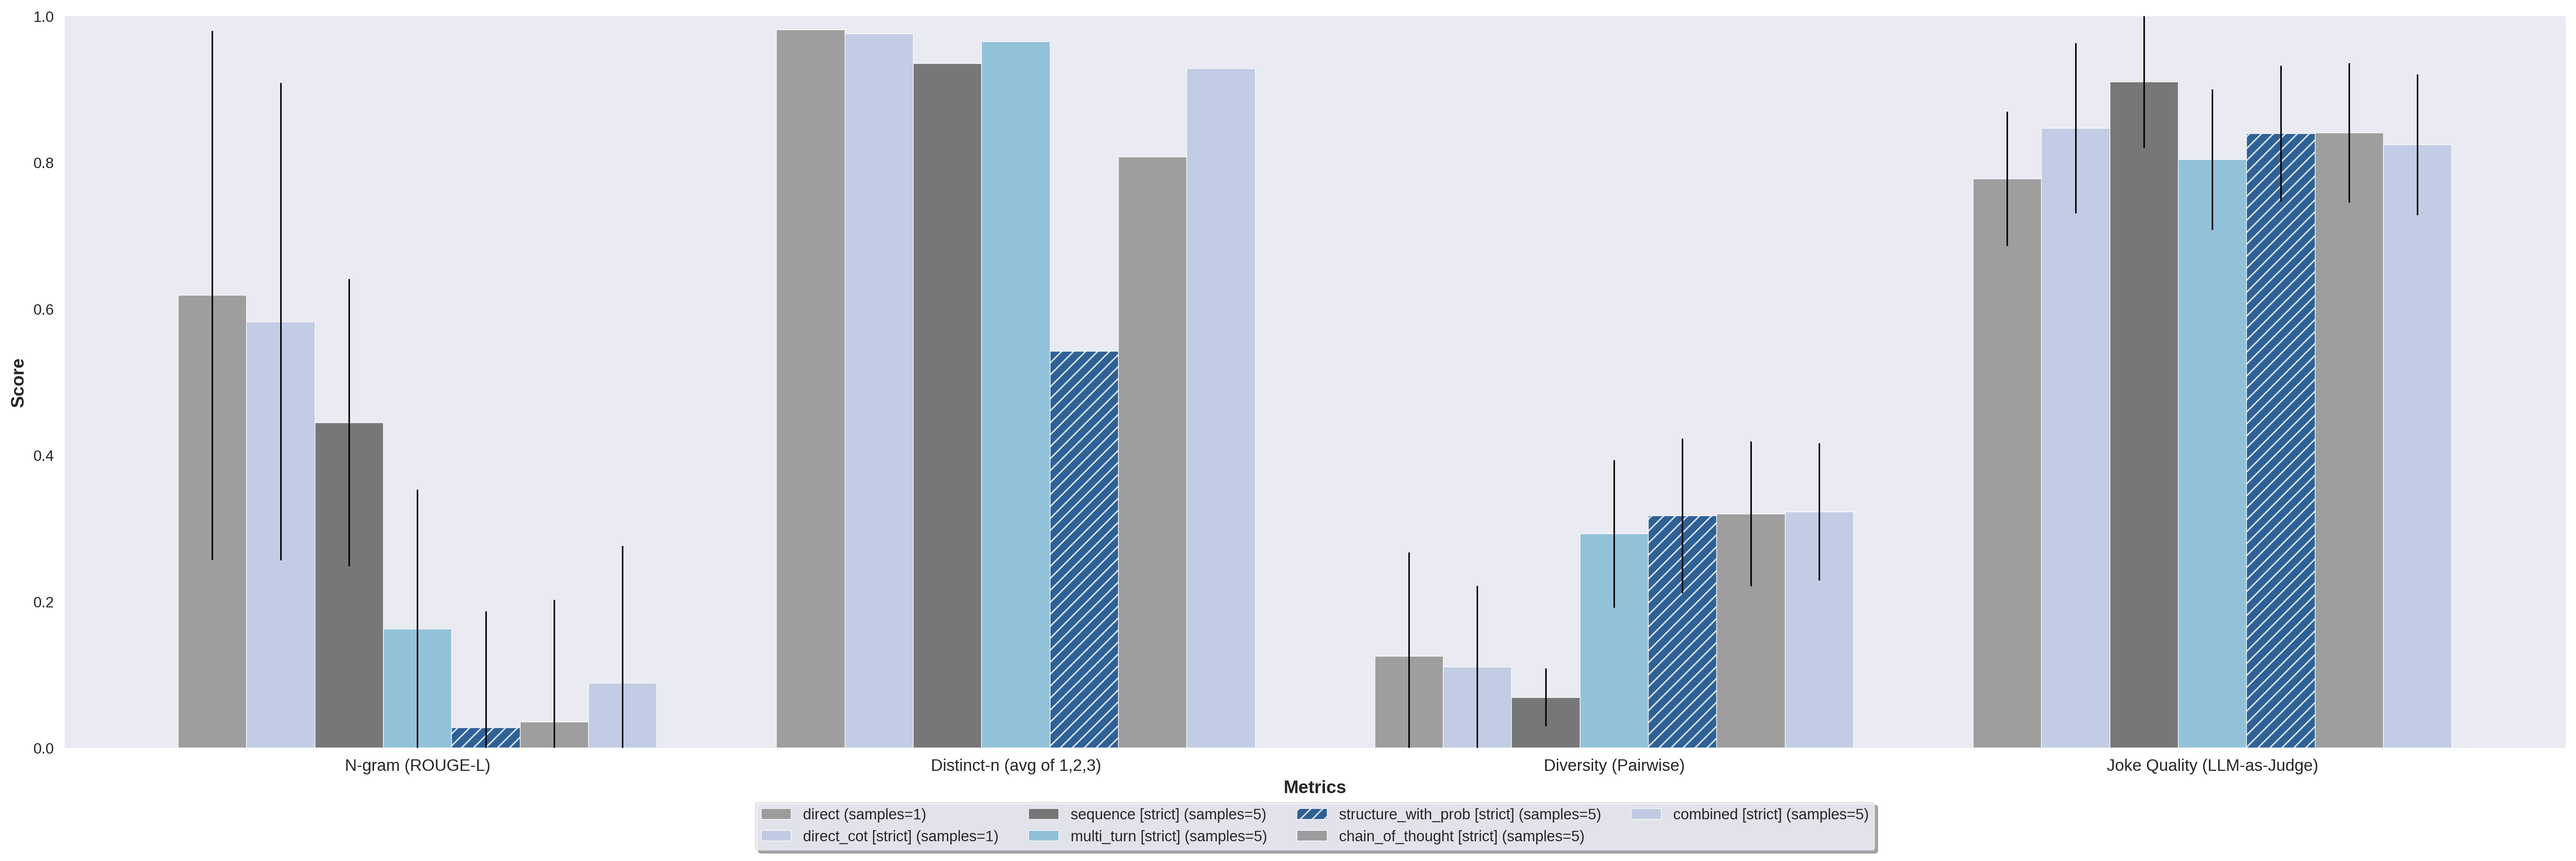 1.0
0.8
0.6
0.4
0.2
0.0
Score
N-gram (ROUGE-L)
Distinct-n (avg of 1,2,3)
Diversity (Pairwise)
Joke Quality (LLM-as-Judge)
Metrics
direct (samples=1)
direct_cot [strict] (samples=1)
sequence [strict] (samples=5)
multi_turn [strict] (samples=5)
structure_with_prob [strict] (samples=5)
chain_of_thought [strict] (samples=5)
combined [strict] (samples=5)